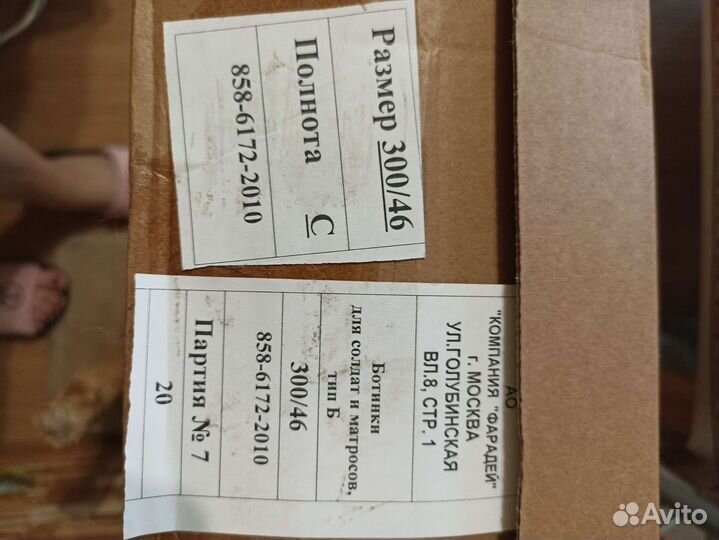 Размер 300/46
Полнота С
858-6172-2010
АО
"КОМПАНИЯ "ФАРАДЕЙ"
г. МОСКВА
УЛ.ГОЛУБИНСКАЯ
ВЛ.8, СТР. 1
Ботинки
для солдат и матросов,
тип Б
300/46
858-6172-2010
Партия № 7
20
Avito